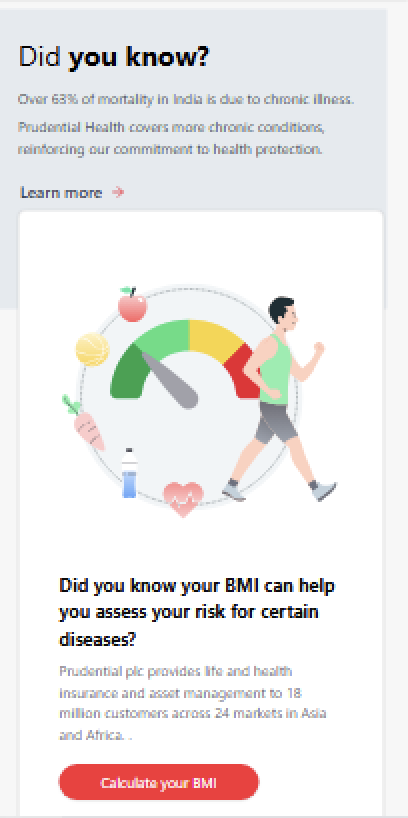 Did you know?
Over 63% of mortality in India is due to chronic illness.
Prudential Health covers more chronic conditions,
reinforcing our commitment to health protection.
Learn more →
Did you know your BMI can help
you assess your risk for certain
diseases?
Prudential plc provides life and health
insurance and asset management to 18
million customers across 24 markets in Asia
and Africa. .
Calculate your BMI